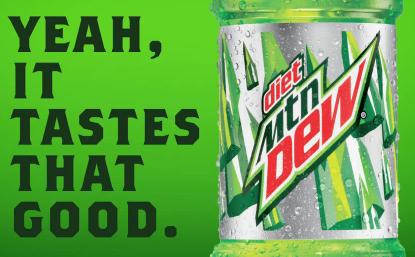 YEAH,
IT
TASTES
THAT
GOOD.
diet
Mtn
DEW
®